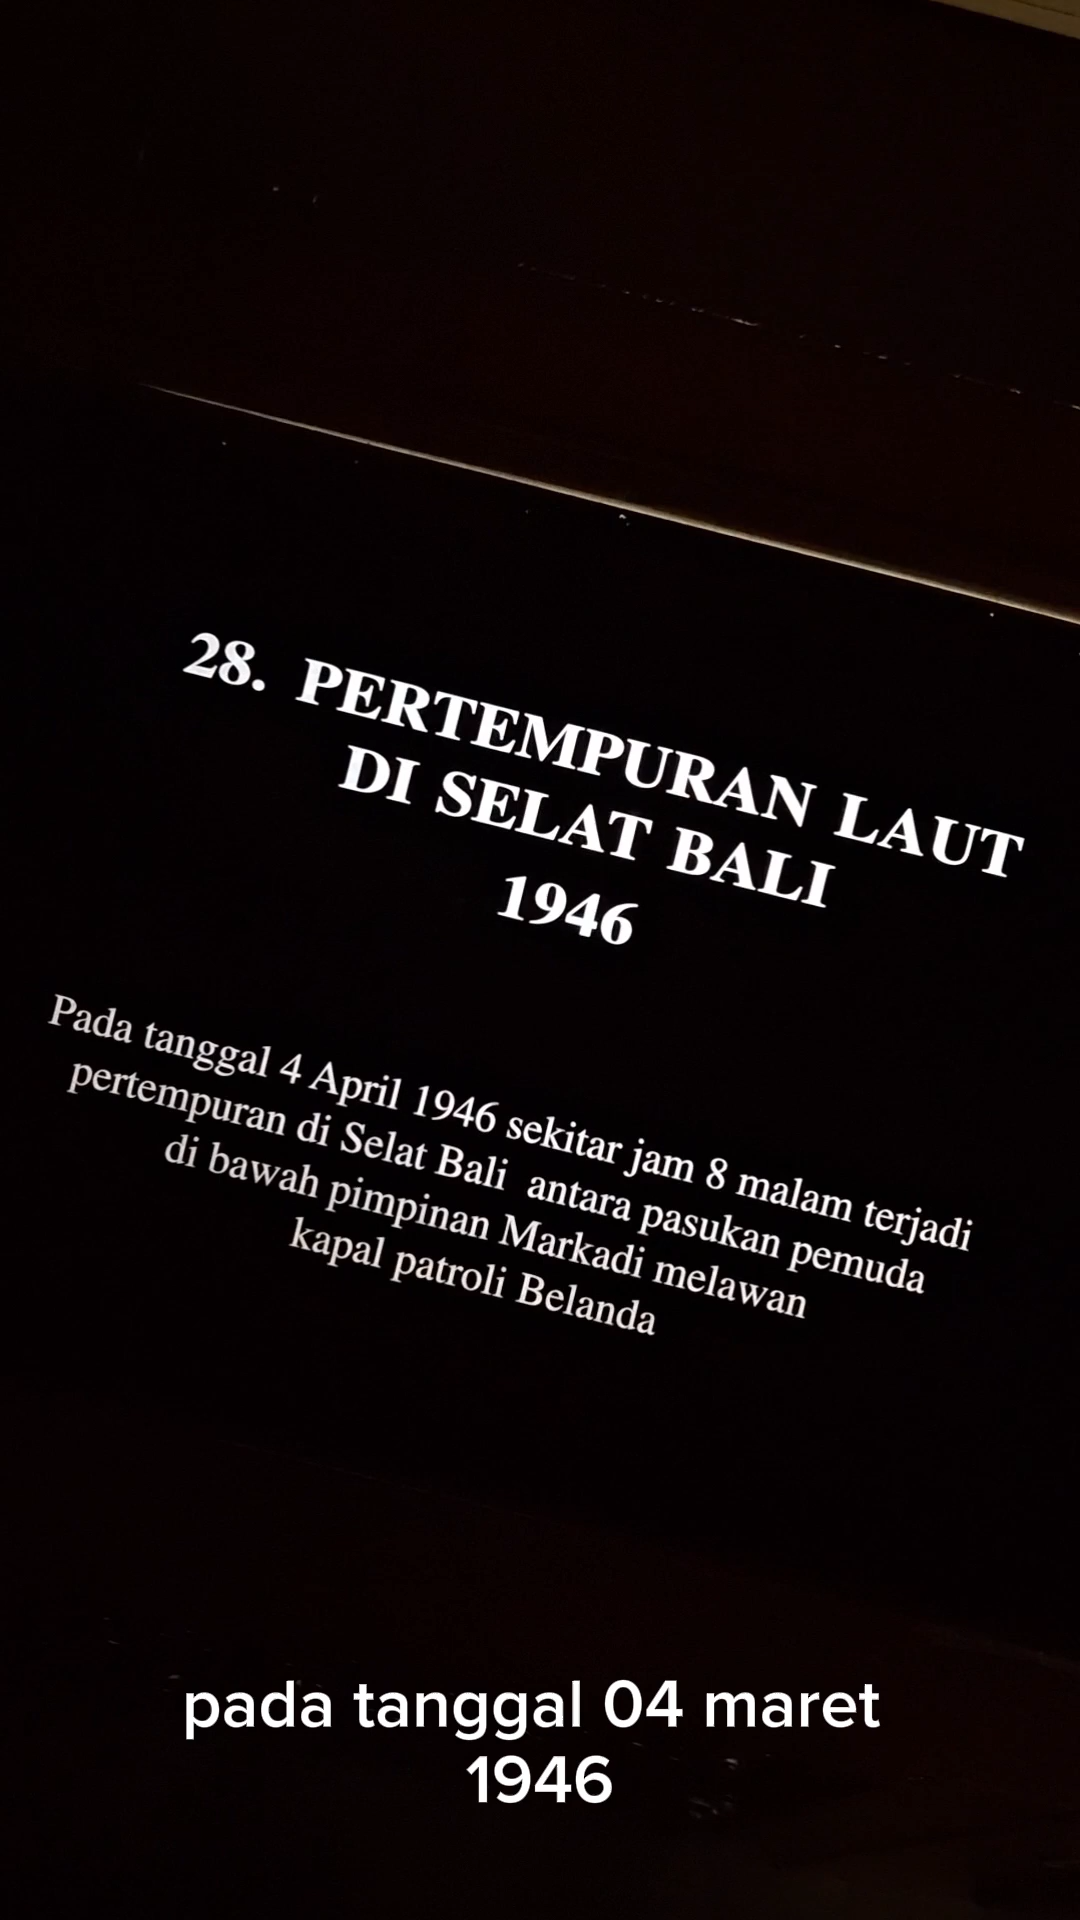 28. PERTEMPURAN LAUT
DI SELAT BALI
1946
Pada tanggal 4 April 1946 sekitar jam 8 malam terjadi
pertempuran di Selat Bali antara pasukan pemuda
di bawah pimpinan Markadi melawan
kapal patroli Belanda
pada tanggal 04 maret
1946